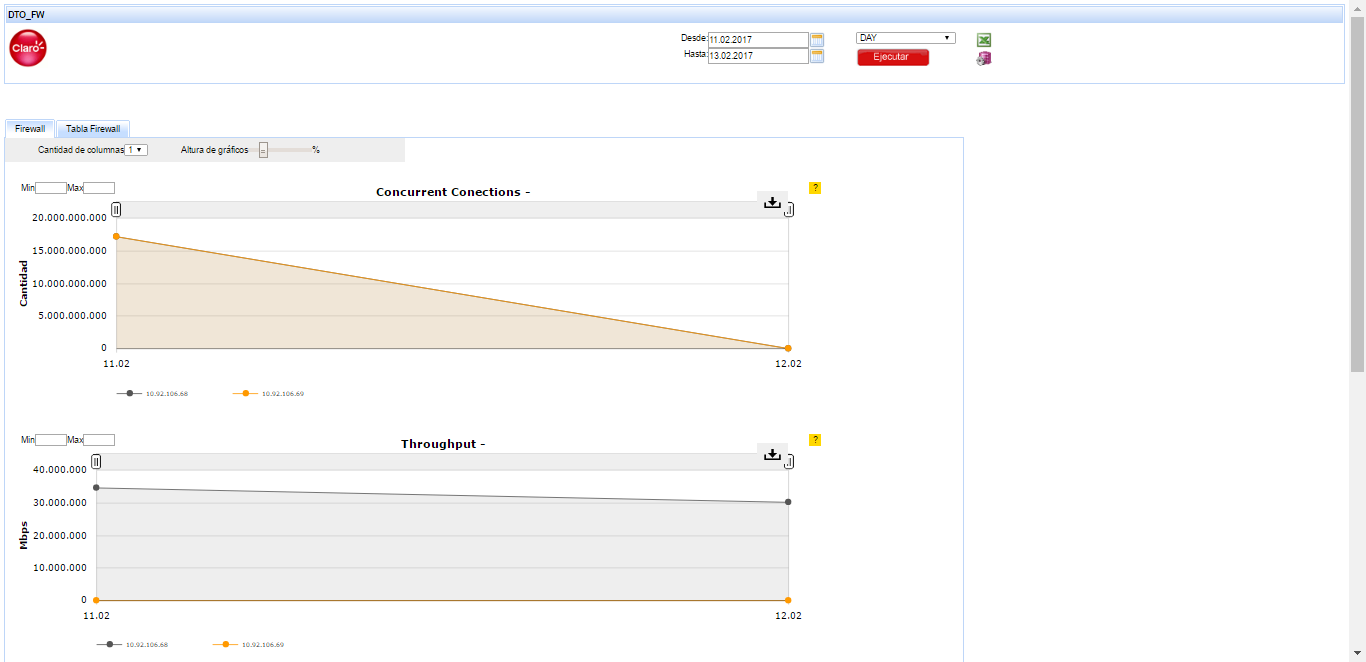 DTO_FW
Claro
Desde: 11.02.2017
DAY
Hasta: 13.02.2017
Ejecutar
Firewall
Tabla Firewall
Cantidad de columnas 1
Altura de gráficos
%
Min
Max
Concurrent Conections -
?
20.000.000.000
15.000.000.000
10.000.000.000
5.000.000.000
0
Cantidad
11.02
12.02
10.92.106.68
10.92.106.69
Min
Max
Throughput -
?
40.000.000
30.000.000
20.000.000
10.000.000
0
Mbps
11.02
12.02
10.92.106.68
10.92.106.69